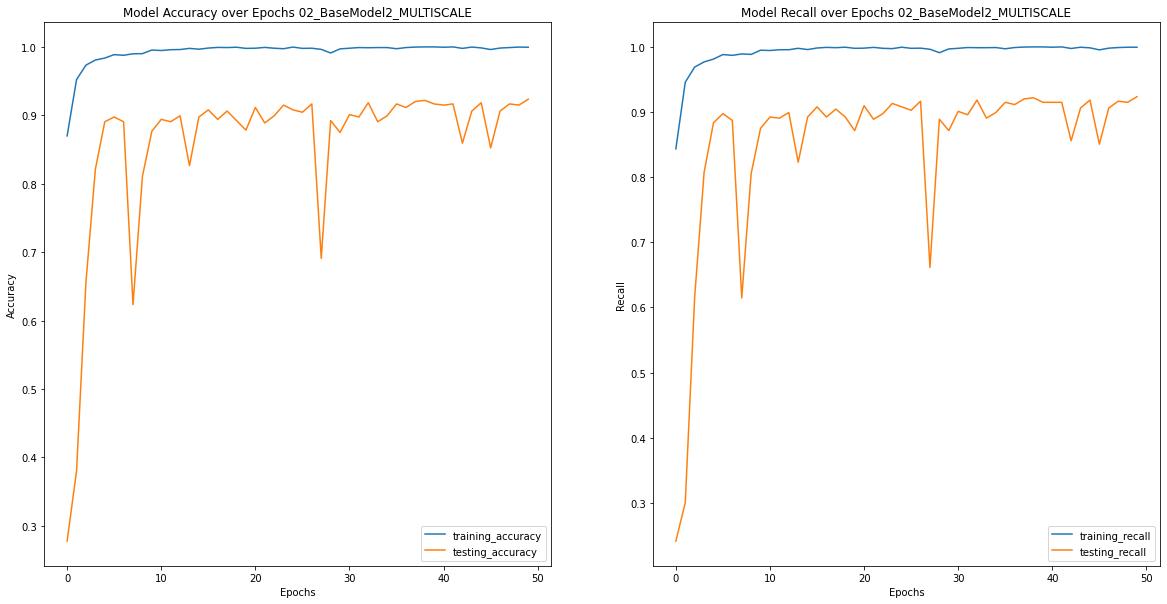 Model Accuracy over Epochs 02_BaseModel2_MULTISCALE
1.0
0.9
0.8
0.7
0.6
0.5
0.4
0.3
Accuracy
0 10 20 30 40 50
Epochs
training_accuracy
testing_accuracy
Model Recall over Epochs 02_BaseModel2_MULTISCALE
1.0
0.9
0.8
0.7
0.6
0.5
0.4
0.3
Recall
0 10 20 30 40 50
Epochs
training_recall
testing_recall